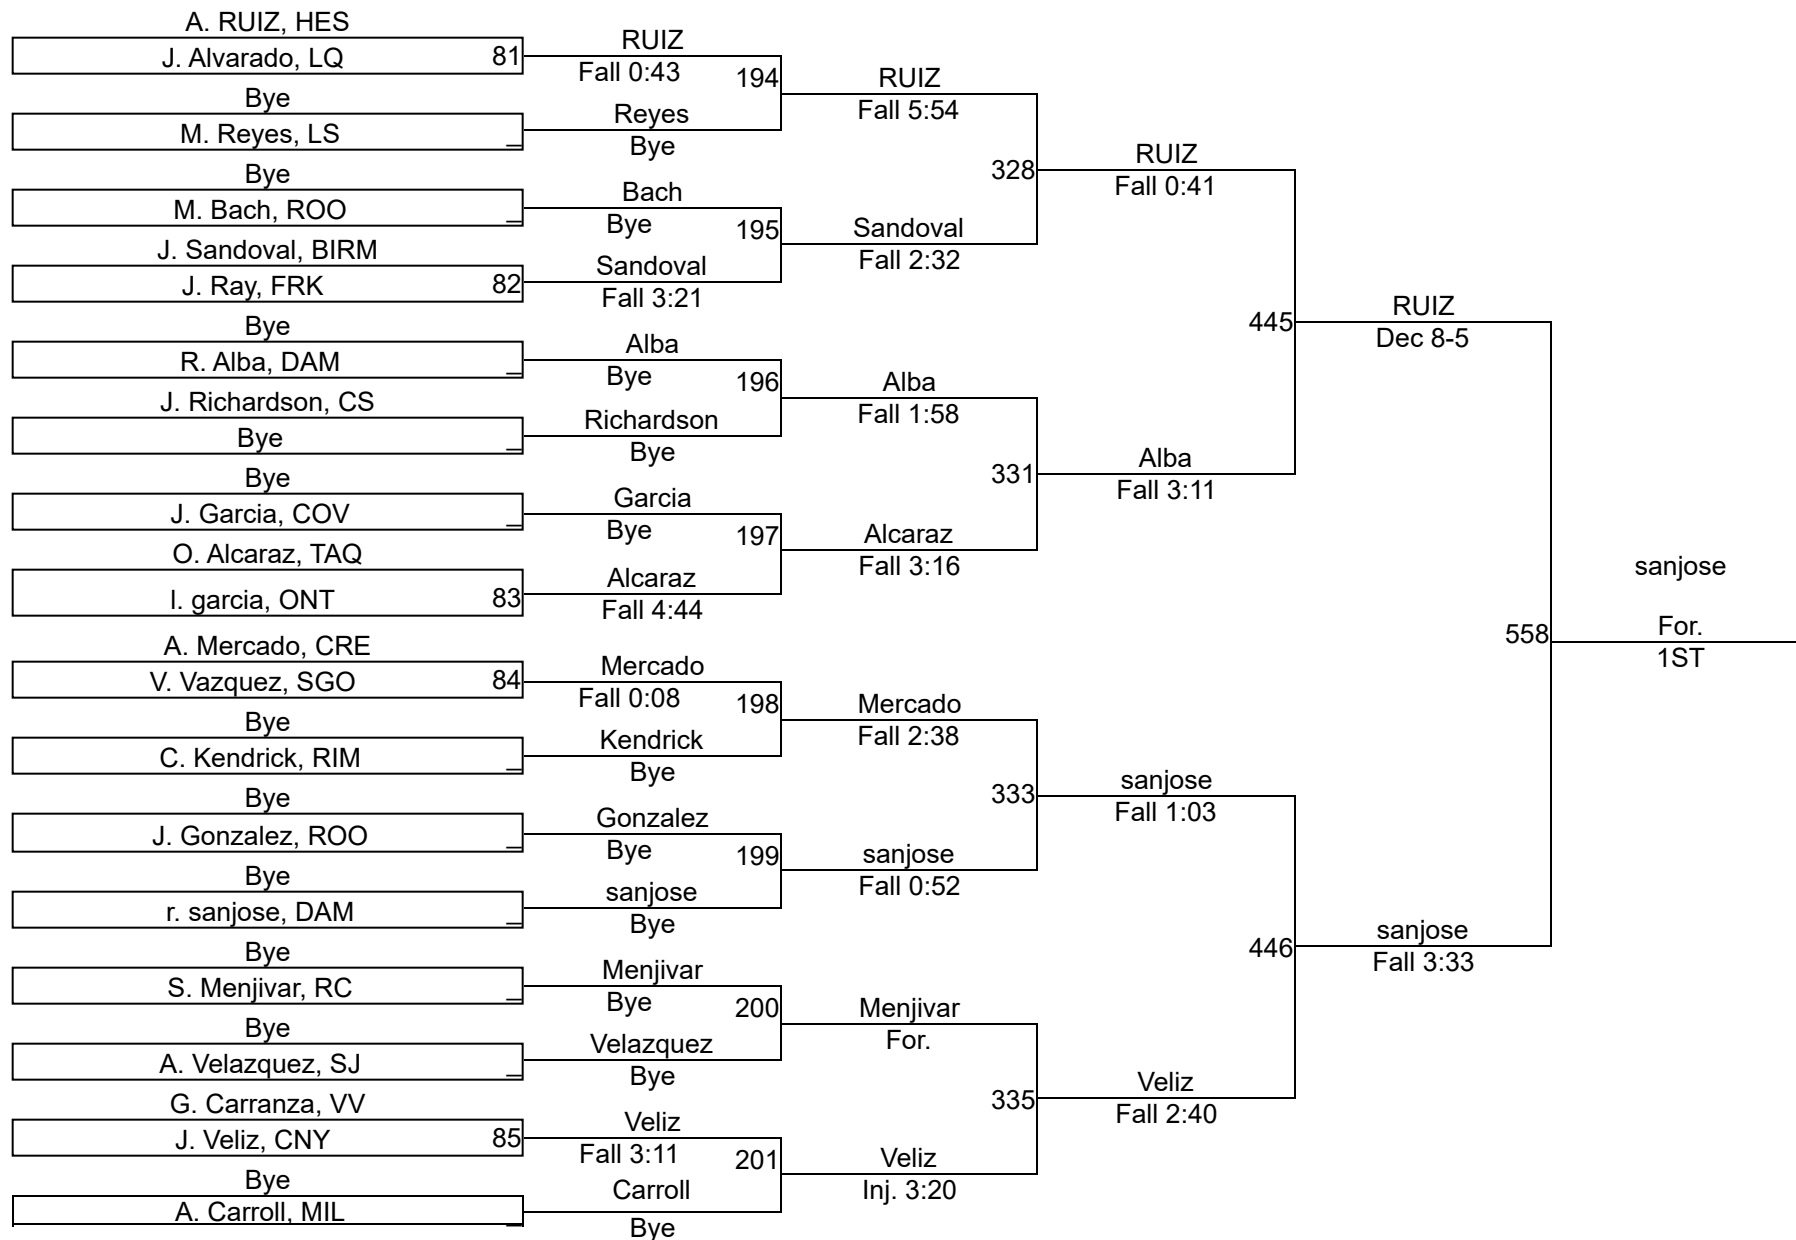 A. RUIZ, HES
J. Alvarado, LQ 81
Bye
M. Reyes, LS _
Bye
M. Bach, ROO _
J. Sandoval, BIRM
J. Ray, FRK 82
Bye
R. Alba, DAM _
J. Richardson, CS
Bye _
Bye
J. Garcia, COV _
O. Alcaraz, TAQ
I. garcia, ONT 83
A. Mercado, CRE
V. Vazquez, SGO 84
Bye
C. Kendrick, RIM _
Bye
J. Gonzalez, ROO _
Bye
r. sanjose, DAM _
Bye
S. Menjivar, RC _
Bye
A. Velazquez, SJ _
G. Carranza, VV
J. Veliz, CNY 85
Bye
A. Carroll, MIL _
RUIZ
Fall 0:43
194
Reyes
Bye
Bach
Bye
195
Sandoval
Fall 3:21
Alba
Bye
196
Richardson
Bye
Garcia
Bye
197
Alcaraz
Fall 4:44
Mercado
Fall 0:08
198
Kendrick
Bye
Gonzalez
Bye
199
sanjose
Bye
Menjivar
Bye
200
Velazquez
Bye
Veliz
Fall 3:11
201
Carroll
Bye
RUIZ
Fall 5:54
328
Sandoval
Fall 2:32
Alba
Fall 1:58
331
Alcaraz
Fall 3:16
Mercado
Fall 2:38
333
sanjose
Fall 0:52
Menjivar
For.
335
Veliz
Inj. 3:20
RUIZ
Fall 0:41
445
Alba
Fall 3:11
sanjose
Fall 1:03
446
Veliz
Fall 2:40
RUIZ
Dec 8-5
558
sanjose
Fall 3:33
sanjose
For.
1ST